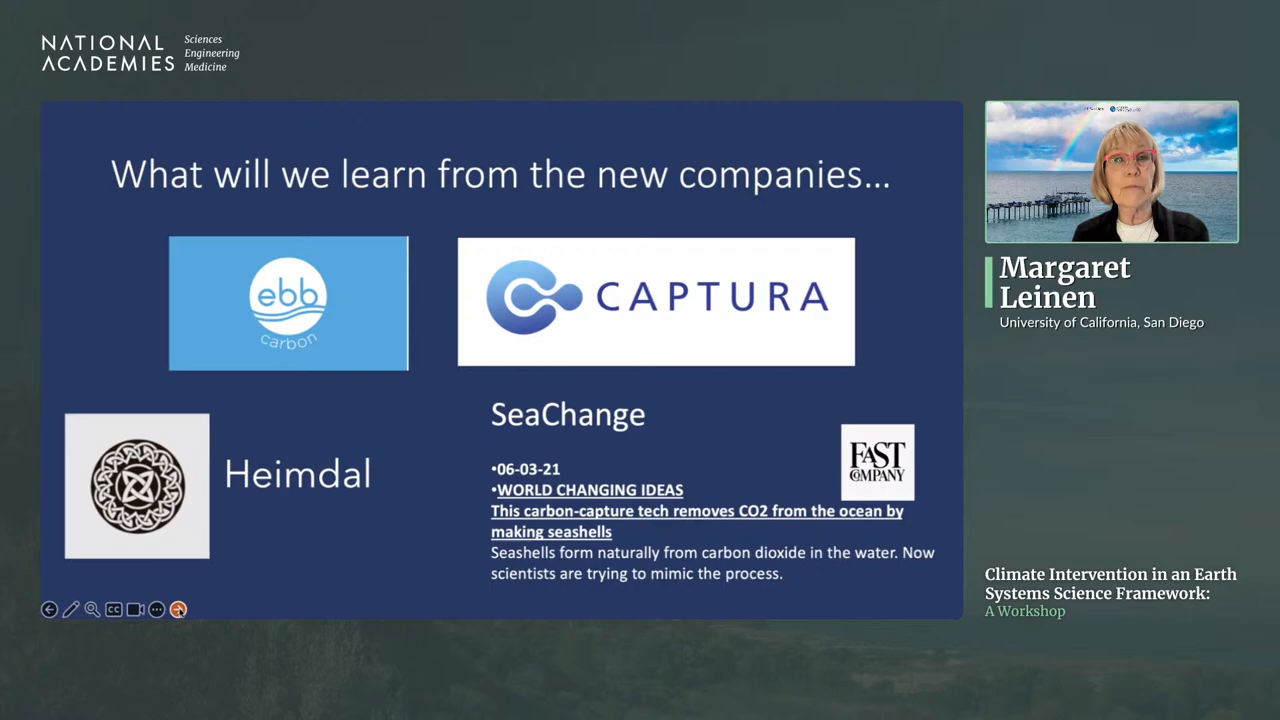 NATIONAL
ACADEMIES
Sciences
Engineering
Medicine
What will we learn from the new companies...
ebb
carbon
CAPTURA
Heimdal
SeaChange
FAST
COMPANY
•06-03-21
•WORLD CHANGING IDEAS
This carbon-capture tech removes CO2 from the ocean by
making seashells
Seashells form naturally from carbon dioxide in the water. Now
scientists are trying to mimic the process.
CC
Margaret
Leinen
University of California, San Diego
Climate Intervention in an Earth
Systems Science Framework:
A Workshop